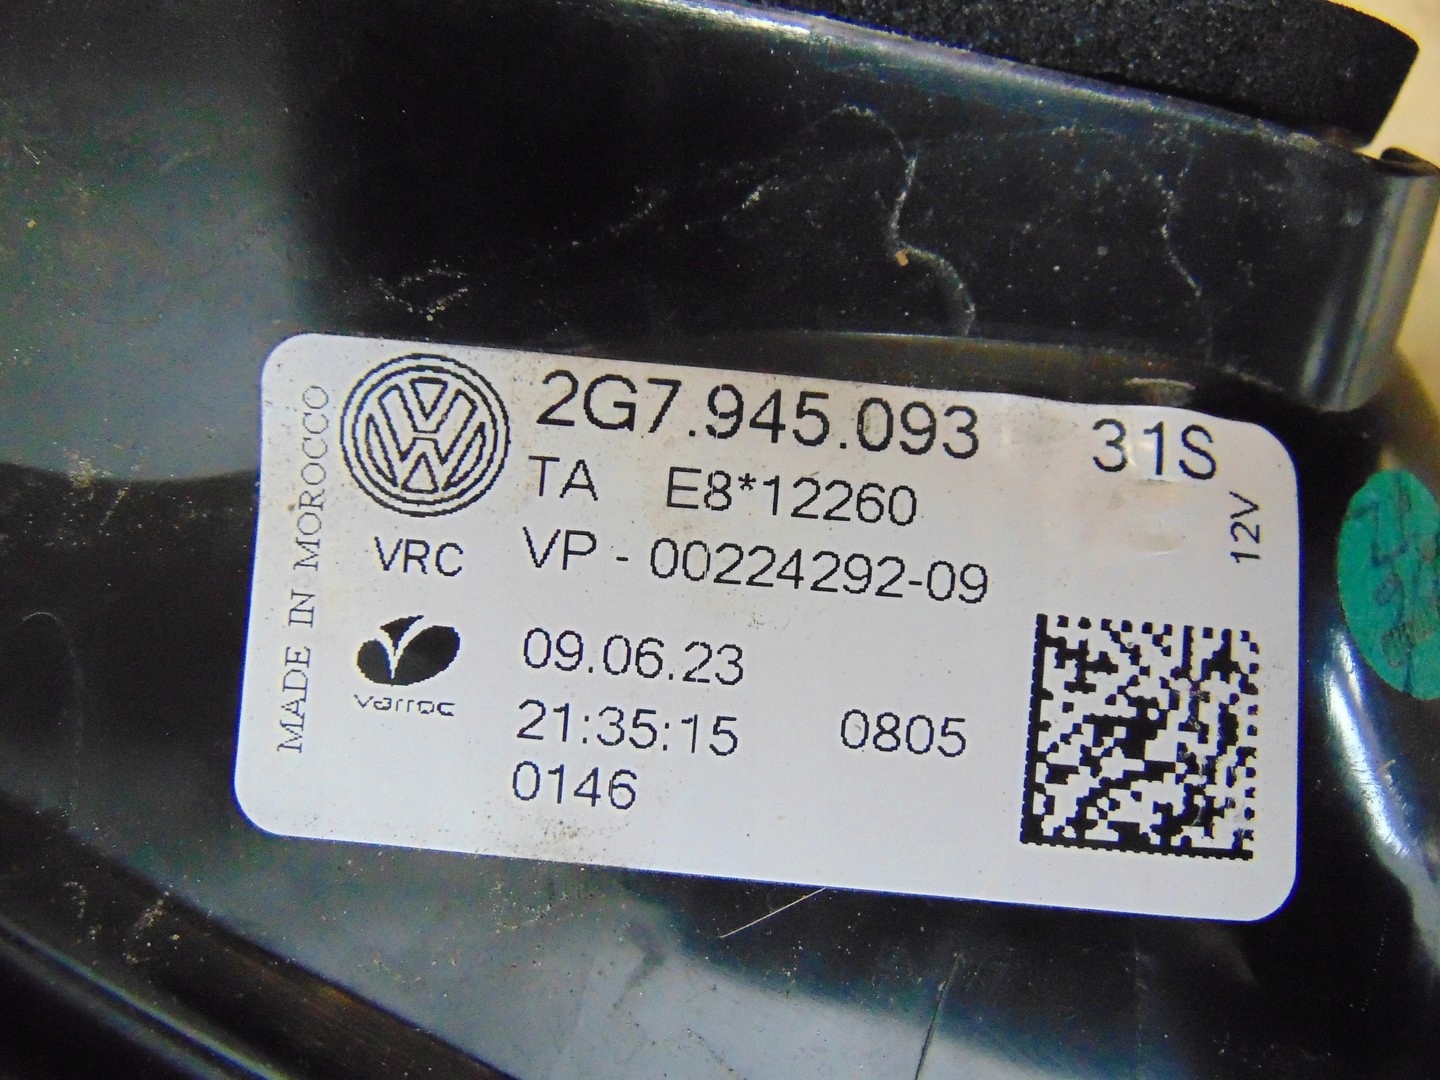 MADE IN MOROCCO
2G7.945.093 31S
TA E8*12260
12V
VRC VP - 00224292-09
varroc
09.06.23
21:35:15 0805
0146